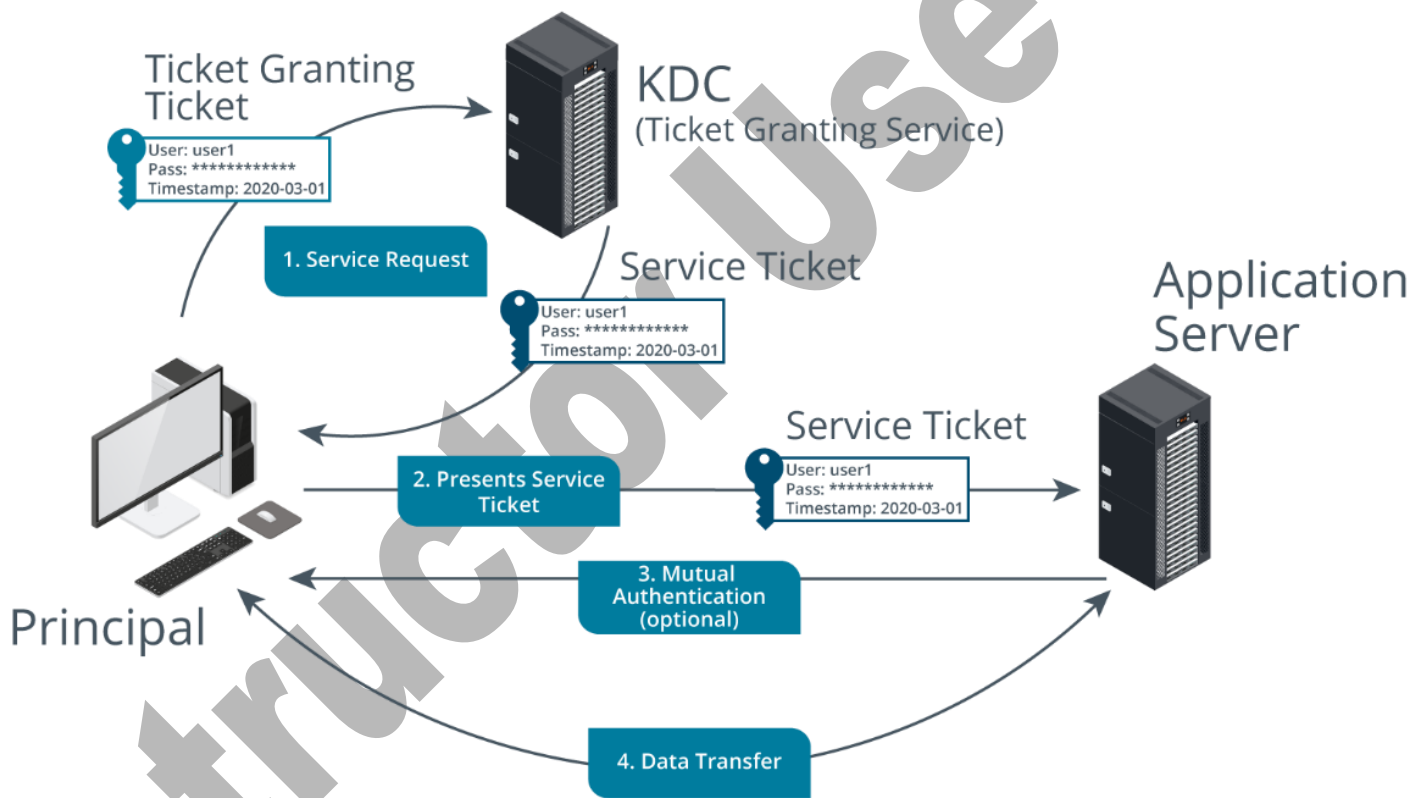 Ticket Granting
Ticket
User: user1
Pass: ************
Timestamp: 2020-03-01
KDC
(Ticket Granting Service)
1. Service Request
Service Ticket
User: user1
Pass: ************
Timestamp: 2020-03-01
Application
Server
Service Ticket
User: user1
Pass: ************
Timestamp: 2020-03-01
2. Presents Service
Ticket
3. Mutual
Authentication
(optional)
Principal
4. Data Transfer
tructor Use